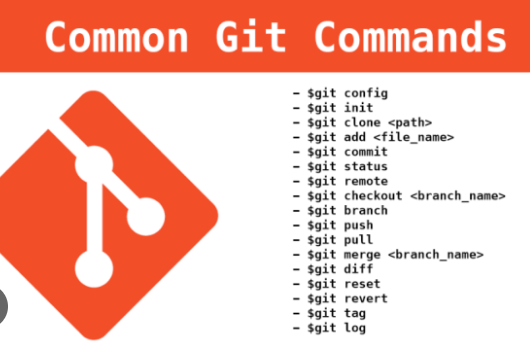 Common Git Commands
- $git config
- $git init
- $git clone <path>
- $git add <file_name>
- $git commit
- $git status
- $git remote
- $git checkout <branch_name>
- $git branch
- $git push
- $git pull
- $git merge <branch_name>
- $git diff
- $git reset
- $git revert
- $git tag
- $git log